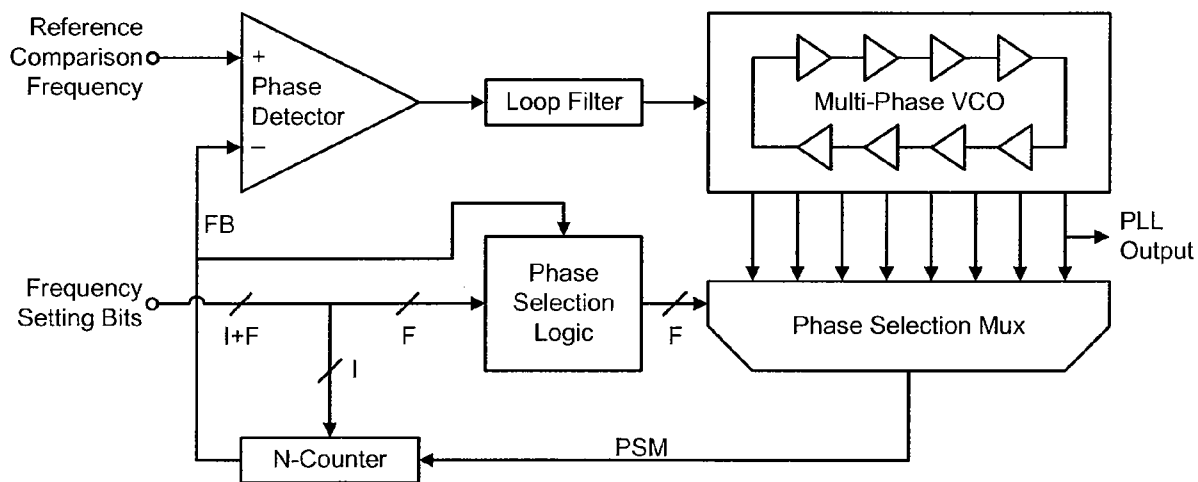 Reference
Comparison
Frequency
+
Phase
Detector
–
Loop Filter
Multi-Phase VCO
FB
PLL
Output
Frequency
Setting Bits
I+F
F
Phase
Selection
Logic
F
Phase Selection Mux
I
N-Counter
PSM